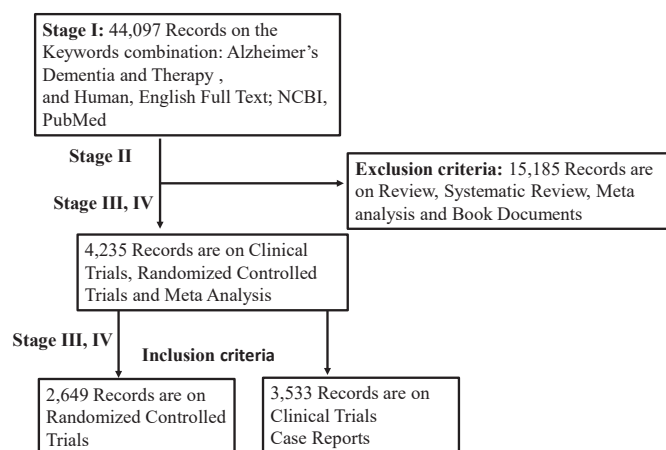 Stage I: 44,097 Records on the
Keywords combination: Alzheimer’s
Dementia and Therapy ,
and Human, English Full Text; NCBI,
PubMed
Stage II
Exclusion criteria: 15,185 Records are
on Review, Systematic Review, Meta
analysis and Book Documents
Stage III, IV
4,235 Records are on Clinical
Trials, Randomized Controlled
Trials and Meta Analysis
Stage III, IV
Inclusion criteria
2,649 Records are on
Randomized Controlled
Trials
3,533 Records are on
Clinical Trials
Case Reports